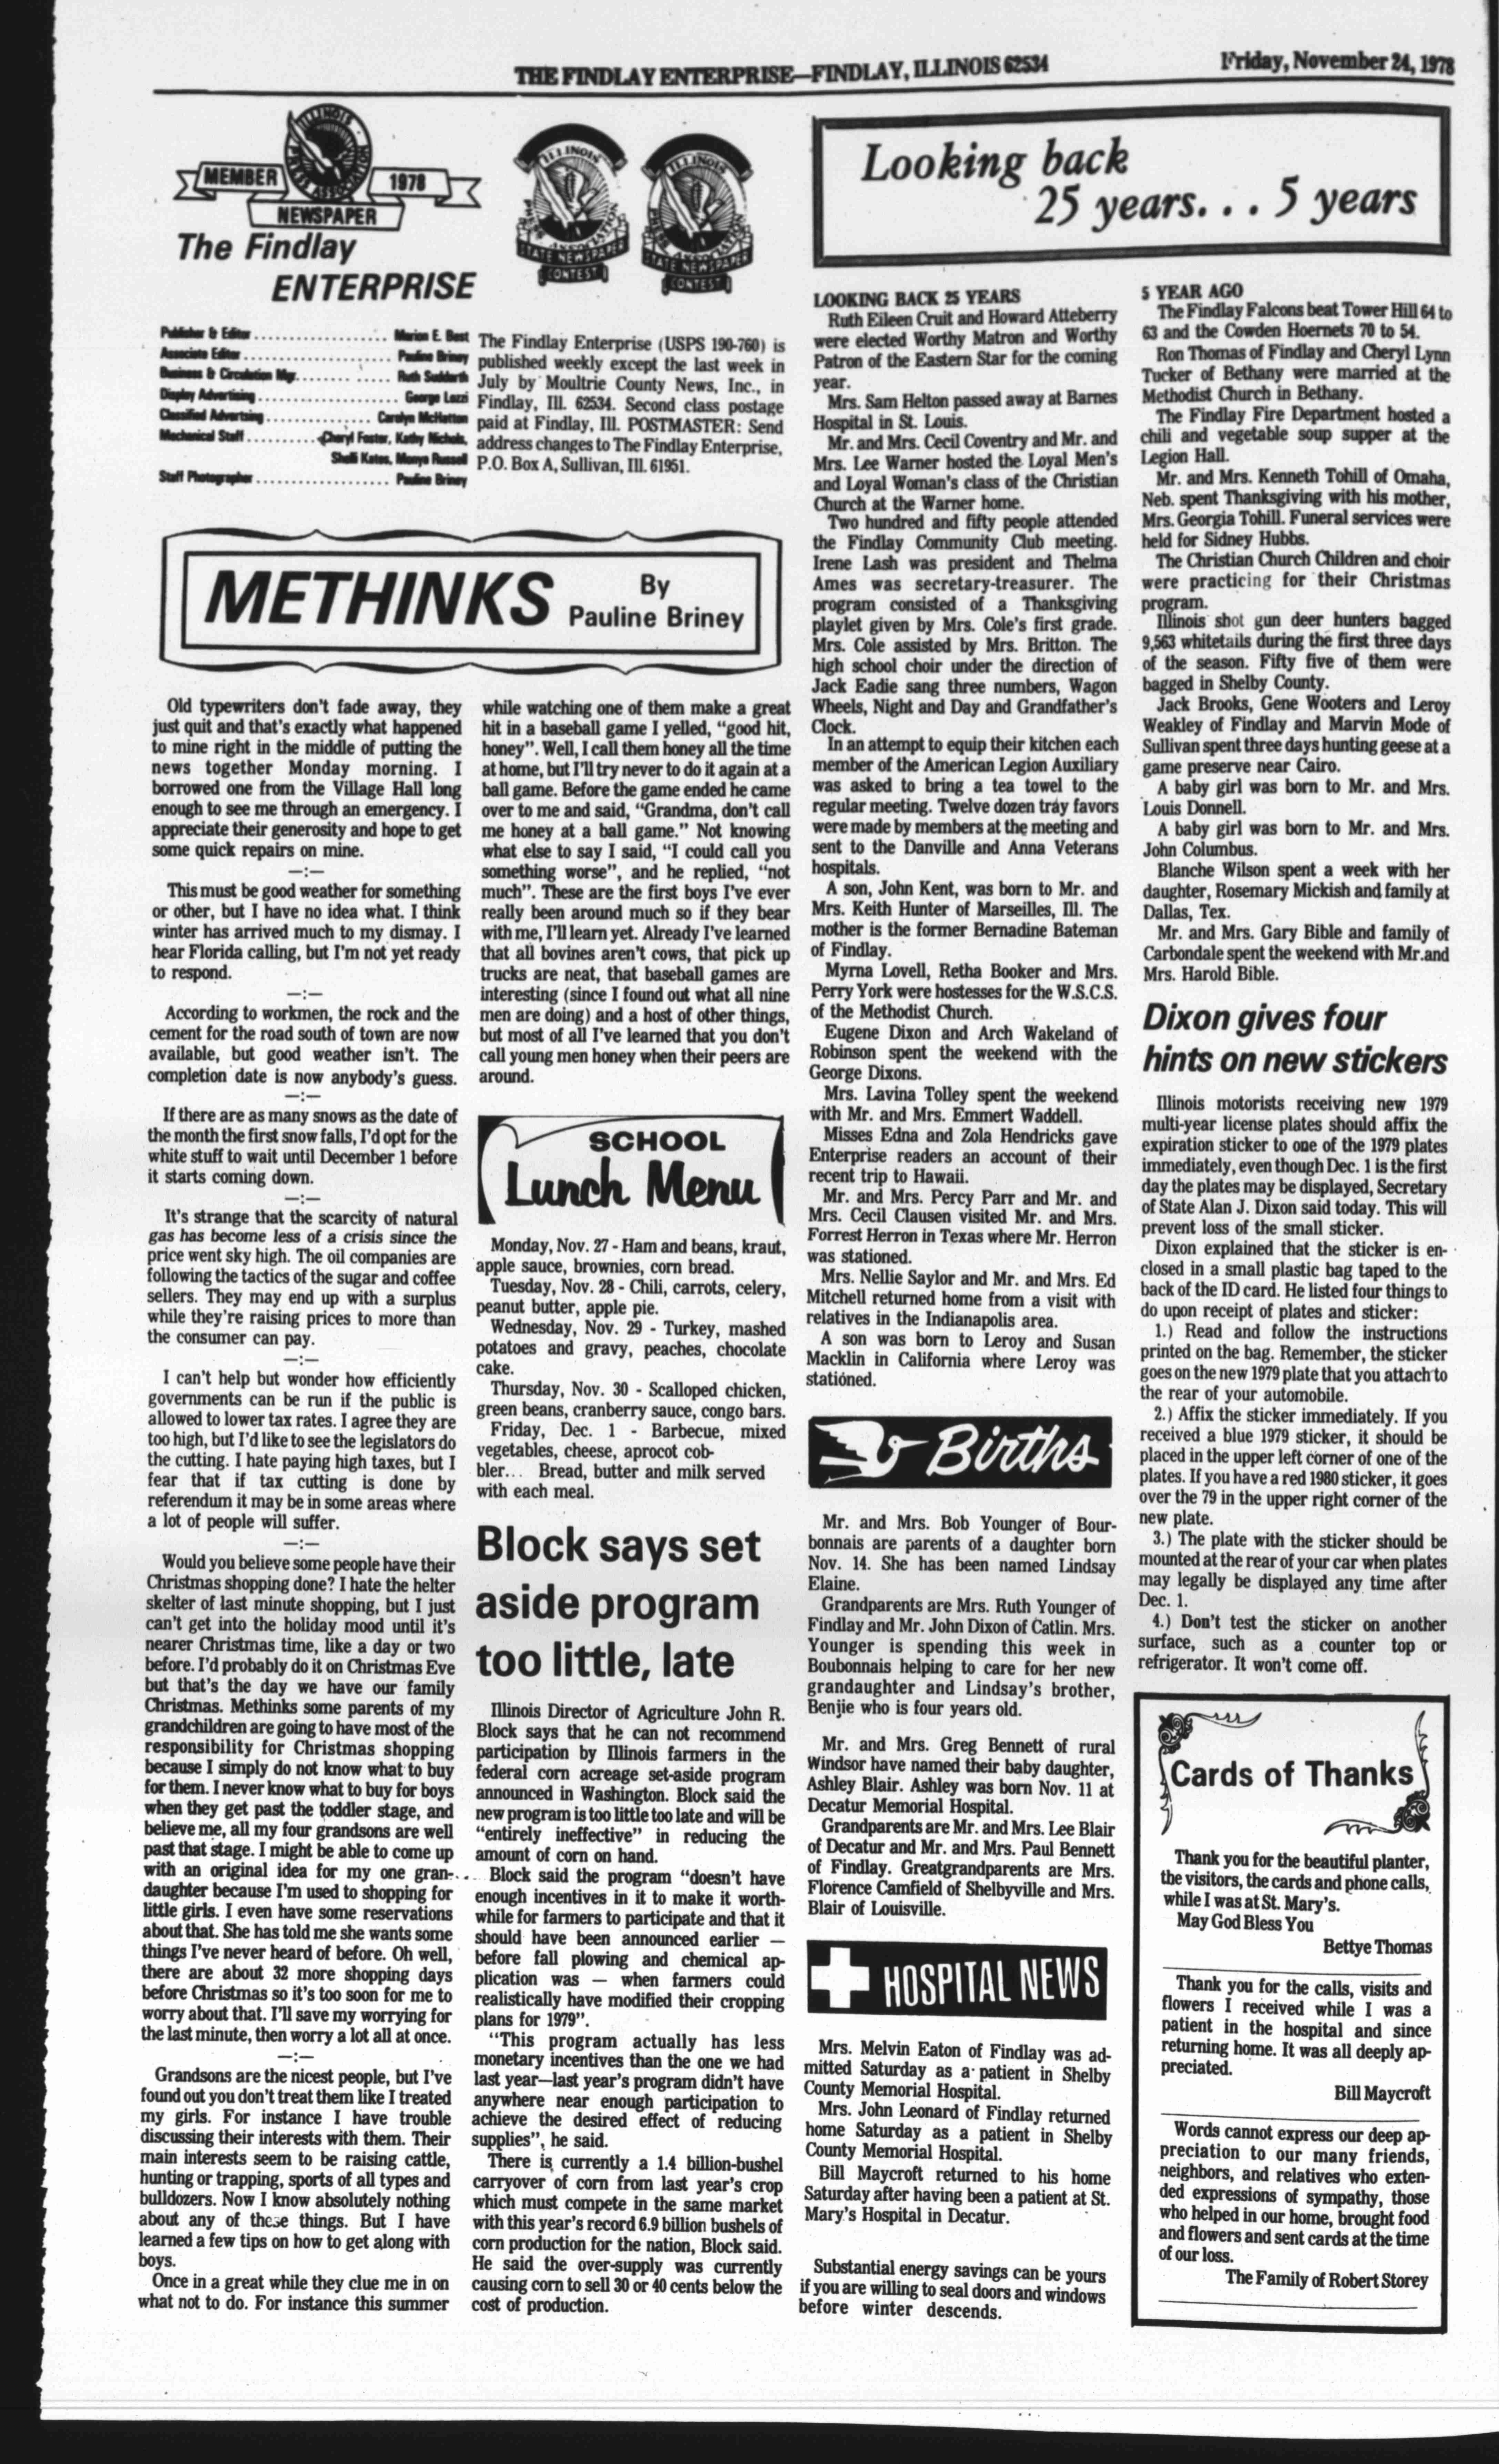 THE FINDLAY ENTERPRISE—FINDLAY, ILLINOIS 62534
Friday, November 24, 1978
ILLINOIS
PRESS ASSOCIATION
MEMBER
1978
NEWSPAPER
The Findlay
ENTERPRISE
ILLINOIS
PRESS ASSOCIATION
STATE NEWSPAPER
CONTEST
ILLINOIS
PRESS ASSOCIATION
STATE NEWSPAPER
CONTEST
Publisher & Editor . . . . . . . . . . . . . . . . . . Marion E. Best
Associate Editor . . . . . . . . . . . . . . . . . . . . Pauline Briney
Business & Circulation Mgr. . . . . . . . . . . . . . Ruth Suddarth
Display Advertising . . . . . . . . . . . . . . . . . . . George Lazzi
Classified Advertsing . . . . . . . . . . . . . . . Carolyn McHatton
Mechanical Staff . . . . . . . . . . Cheryl Foster, Kathy Nichols,
Shelli Kates, Monye Russell
Staff Photographer . . . . . . . . . . . . . . . . . . Pauline Briney
The Findlay Enterprise (USPS 190-760) is
published weekly except the last week in
July by Moultrie County News, Inc., in
Findlay, Ill. 62534. Second class postage
paid at Findlay, Ill. POSTMASTER: Send
address changes to The Findlay Enterprise,
P.O. Box A, Sullivan, Ill. 61951.
METHINKS
By
Pauline Briney
Old typewriters don't fade away, they
just quit and that's exactly what happened
to mine right in the middle of putting the
news together Monday morning. I
borrowed one from the Village Hall long
enough to see me through an emergency. I
appreciate their generosity and hope to get
some quick repairs on mine.
—:—
This must be good weather for something
or other, but I have no idea what. I think
winter has arrived much to my dismay. I
hear Florida calling, but I'm not yet ready
to respond.
—:—
According to workmen, the rock and the
cement for the road south of town are now
available, but good weather isn't. The
completion date is now anybody's guess.
—:—
If there are as many snows as the date of
the month the first snow falls, I'd opt for the
white stuff to wait until December 1 before
it starts coming down.
—:—
It's strange that the scarcity of natural
gas has become less of a crisis since the
price went sky high. The oil companies are
following the tactics of the sugar and coffee
sellers. They may end up with a surplus
while they're raising prices to more than
the consumer can pay.
—:—
I can't help but wonder how efficiently
governments can be run if the public is
allowed to lower tax rates. I agree they are
too high, but I'd like to see the legislators do
the cutting. I hate paying high taxes, but I
fear that if tax cutting is done by
referendum it may be in some areas where
a lot of people will suffer.
—:—
Would you believe some people have their
Christmas shopping done? I hate the helter
skelter of last minute shopping, but I just
can't get into the holiday mood until it's
nearer Christmas time, like a day or two
before. I'd probably do it on Christmas Eve
but that's the day we have our family
Christmas. Methinks some parents of my
grandchildren are going to have most of the
responsibility for Christmas shopping
because I simply do not know what to buy
for them. I never know what to buy for boys
when they get past the toddler stage, and
believe me, all my four grandsons are well
past that stage. I might be able to come up
with an original idea for my one gran-
daughter because I'm used to shopping for
little girls. I even have some reservations
about that. She has told me she wants some
things I've never heard of before. Oh well,
there are about 32 more shopping days
before Christmas so it's too soon for me to
worry about that. I'll save my worrying for
the last minute, then worry a lot all at once.
—:—
Grandsons are the nicest people, but I've
found out you don't treat them like I treated
my girls. For instance I have trouble
discussing their interests with them. Their
main interests seem to be raising cattle,
hunting or trapping, sports of all types and
bulldozers. Now I know absolutely nothing
about any of these things. But I have
learned a few tips on how to get along with
boys.
Once in a great while they clue me in on
what not to do. For instance this summer
while watching one of them make a great
hit in a baseball game I yelled, "good hit,
honey". Well, I call them honey all the time
at home, but I'll try never to do it again at a
ball game. Before the game ended he came
over to me and said, "Grandma, don't call
me honey at a ball game." Not knowing
what else to say I said, "I could call you
something worse", and he replied, "not
much". These are the first boys I've ever
really been around much so if they bear
with me, I'll learn yet. Already I've learned
that all bovines aren't cows, that pick up
trucks are neat, that baseball games are
interesting (since I found out what all nine
men are doing) and a host of other things,
but most of all I've learned that you don't
call young men honey when their peers are
around.
SCHOOL
Lunch Menu
Monday, Nov. 27 - Ham and beans, kraut,
apple sauce, brownies, corn bread.
Tuesday, Nov. 28 - Chili, carrots, celery,
peanut butter, apple pie.
Wednesday, Nov. 29 - Turkey, mashed
potatoes and gravy, peaches, chocolate
cake.
Thursday, Nov. 30 - Scalloped chicken,
green beans, cranberry sauce, congo bars.
Friday, Dec. 1 - Barbecue, mixed
vegetables, cheese, aprocot cob-
bler... Bread, butter and milk served
with each meal.
Block says set
aside program
too little, late
Illinois Director of Agriculture John R.
Block says that he can not recommend
participation by Illinois farmers in the
federal corn acreage set-aside program
announced in Washington. Block said the
new program is too little too late and will be
"entirely ineffective" in reducing the
amount of corn on hand.
Block said the program "doesn't have
enough incentives in it to make it worth-
while for farmers to participate and that it
should have been announced earlier —
before fall plowing and chemical ap-
plication was — when farmers could
realistically have modified their cropping
plans for 1979".
"This program actually has less
monetary incentives than the one we had
last year—last year's program didn't have
anywhere near enough participation to
achieve the desired effect of reducing
supplies", he said.
There is currently a 1.4 billion-bushel
carryover of corn from last year's crop
which must compete in the same market
with this year's record 6.9 billion bushels of
corn production for the nation, Block said.
He said the over-supply was currently
causing corn to sell 30 or 40 cents below the
cost of production.
Looking back
25 years. . . 5 years
LOOKING BACK 25 YEARS
Ruth Eileen Cruit and Howard Atteberry
were elected Worthy Matron and Worthy
Patron of the Eastern Star for the coming
year.
Mrs. Sam Helton passed away at Barnes
Hospital in St. Louis.
Mr. and Mrs. Cecil Coventry and Mr. and
Mrs. Lee Warner hosted the Loyal Men's
and Loyal Woman's class of the Christian
Church at the Warner home.
Two hundred and fifty people attended
the Findlay Community Club meeting.
Irene Lash was president and Thelma
Ames was secretary-treasurer. The
program consisted of a Thanksgiving
playlet given by Mrs. Cole's first grade.
Mrs. Cole assisted by Mrs. Britton. The
high school choir under the direction of
Jack Eadie sang three numbers, Wagon
Wheels, Night and Day and Grandfather's
Clock.
In an attempt to equip their kitchen each
member of the American Legion Auxiliary
was asked to bring a tea towel to the
regular meeting. Twelve dozen tray favors
were made by members at the meeting and
sent to the Danville and Anna Veterans
hospitals.
A son, John Kent, was born to Mr. and
Mrs. Keith Hunter of Marseilles, Ill. The
mother is the former Bernadine Bateman
of Findlay.
Myrna Lovell, Retha Booker and Mrs.
Perry York were hostesses for the W.S.C.S.
of the Methodist Church.
Eugene Dixon and Arch Wakeland of
Robinson spent the weekend with the
George Dixons.
Mrs. Lavina Tolley spent the weekend
with Mr. and Mrs. Emmert Waddell.
Misses Edna and Zola Hendricks gave
Enterprise readers an account of their
recent trip to Hawaii.
Mr. and Mrs. Percy Parr and Mr. and
Mrs. Cecil Clausen visited Mr. and Mrs.
Forrest Herron in Texas where Mr. Herron
was stationed.
Mrs. Nellie Saylor and Mr. and Mrs. Ed
Mitchell returned home from a visit with
relatives in the Indianapolis area.
A son was born to Leroy and Susan
Macklin in California where Leroy was
stationed.
Births
Mr. and Mrs. Bob Younger of Bour-
bonnais are parents of a daughter born
Nov. 14. She has been named Lindsay
Elaine.
Grandparents are Mrs. Ruth Younger of
Findlay and Mr. John Dixon of Catlin. Mrs.
Younger is spending this week in
Boubonnais helping to care for her new
grandaughter and Lindsay's brother,
Benjie who is four years old.
Mr. and Mrs. Greg Bennett of rural
Windsor have named their baby daughter,
Ashley Blair. Ashley was born Nov. 11 at
Decatur Memorial Hospital.
Grandparents are Mr. and Mrs. Lee Blair
of Decatur and Mr. and Mrs. Paul Bennett
of Findlay. Greatgrandparents are Mrs.
Florence Camfield of Shelbyville and Mrs.
Blair of Louisville.
HOSPITAL NEWS
Mrs. Melvin Eaton of Findlay was ad-
mitted Saturday as a patient in Shelby
County Memorial Hospital.
Mrs. John Leonard of Findlay returned
home Saturday as a patient in Shelby
County Memorial Hospital.
Bill Maycroft returned to his home
Saturday after having been a patient at St.
Mary's Hospital in Decatur.
Substantial energy savings can be yours
if you are willing to seal doors and windows
before winter descends.
5 YEAR AGO
The Findlay Falcons beat Tower Hill 64 to
63 and the Cowden Hoernets 70 to 54.
Ron Thomas of Findlay and Cheryl Lynn
Tucker of Bethany were married at the
Methodist Church in Bethany.
The Findlay Fire Department hosted a
chili and vegetable soup supper at the
Legion Hall.
Mr. and Mrs. Kenneth Tohill of Omaha,
Neb. spent Thanksgiving with his mother,
Mrs. Georgia Tohill. Funeral services were
held for Sidney Hubbs.
The Christian Church Children and choir
were practicing for their Christmas
program.
Illinois shot gun deer hunters bagged
9,563 whitetails during the first three days
of the season. Fifty five of them were
bagged in Shelby County.
Jack Brooks, Gene Wooters and Leroy
Weakley of Findlay and Marvin Mode of
Sullivan spent three days hunting geese at a
game preserve near Cairo.
A baby girl was born to Mr. and Mrs.
Louis Donnell.
A baby girl was born to Mr. and Mrs.
John Columbus.
Blanche Wilson spent a week with her
daughter, Rosemary Mickish and family at
Dallas, Tex.
Mr. and Mrs. Gary Bible and family of
Carbondale spent the weekend with Mr.and
Mrs. Harold Bible.
Dixon gives four
hints on new stickers
Illinois motorists receiving new 1979
multi-year license plates should affix the
expiration sticker to one of the 1979 plates
immediately, even though Dec. 1 is the first
day the plates may be displayed, Secretary
of State Alan J. Dixon said today. This will
prevent loss of the small sticker.
Dixon explained that the sticker is en-
closed in a small plastic bag taped to the
back of the ID card. He listed four things to
do upon receipt of plates and sticker:
1.) Read and follow the instructions
printed on the bag. Remember, the sticker
goes on the new 1979 plate that you attach to
the rear of your automobile.
2.) Affix the sticker immediately. If you
received a blue 1979 sticker, it should be
placed in the upper left corner of one of the
plates. If you have a red 1980 sticker, it goes
over the 79 in the upper right corner of the
new plate.
3.) The plate with the sticker should be
mounted at the rear of your car when plates
may legally be displayed any time after
Dec. 1.
4.) Don't test the sticker on another
surface, such as a counter top or
refrigerator. It won't come off.
Cards of Thanks
Thank you for the beautiful planter,
the visitors, the cards and phone calls,
while I was at St. Mary's.
May God Bless You
Bettye Thomas
Thank you for the calls, visits and
flowers I received while I was a
patient in the hospital and since
returning home. It was all deeply ap-
preciated.
Bill Maycroft
Words cannot express our deep ap-
preciation to our many friends,
neighbors, and relatives who exten-
ded expressions of sympathy, those
who helped in our home, brought food
and flowers and sent cards at the time
of our loss.
The Family of Robert Storey